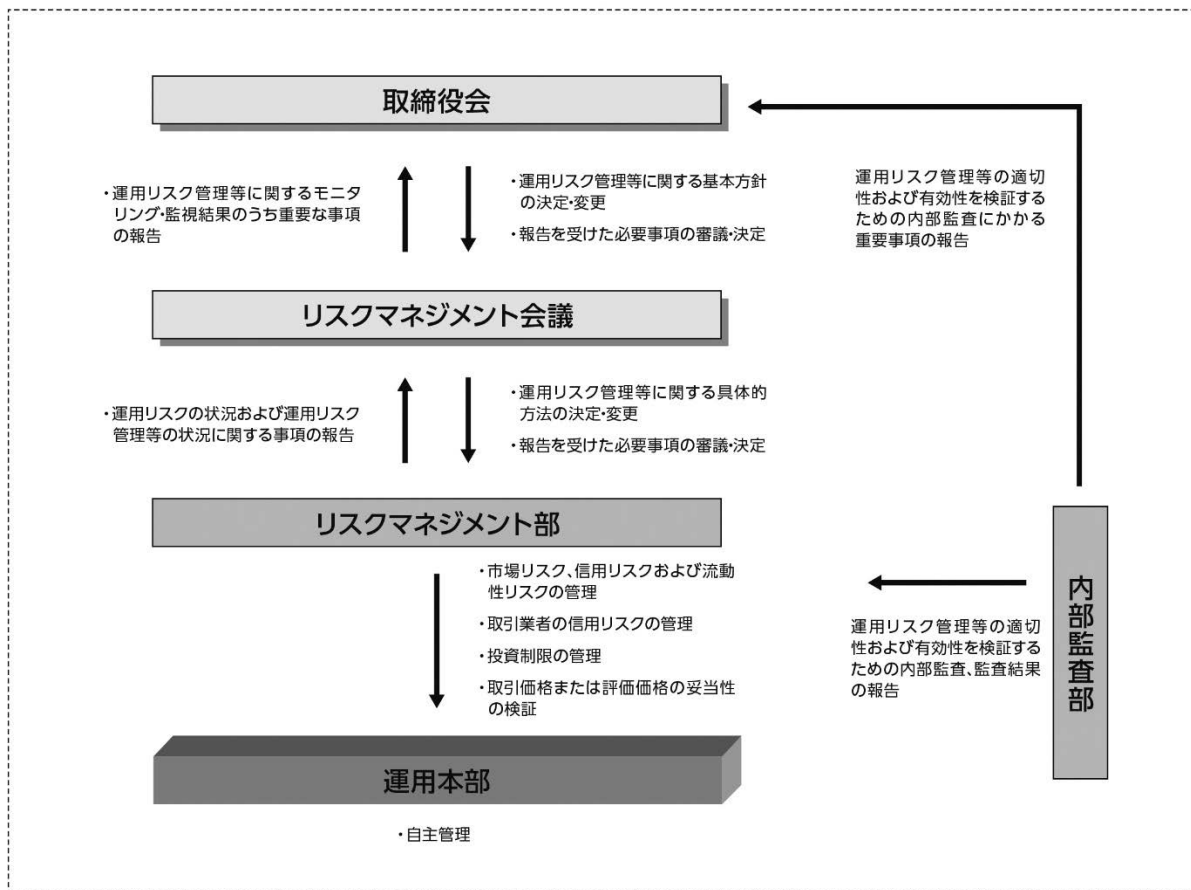 取締役会
・運用リスク管理等に関するモニタ
リング・監視結果のうち重要な事項
の報告
・運用リスク管理等に関する基本方針
の決定・変更
・報告を受けた必要事項の審議・決定
運用リスク管理等の適切
性および有効性を検証する
ための内部監査にかかる
重要事項の報告
リスクマネジメント会議
・運用リスクの状況および運用リスク
管理等の状況に関する事項の報告
・運用リスク管理等に関する具体的
方法の決定・変更
・報告を受けた必要事項の審議・決定
リスクマネジメント部
・市場リスク、信用リスクおよび流動
性リスクの管理
・取引業者の信用リスクの管理
・投資制限の管理
・取引価格または評価価格の妥当性
の検証
運用リスク管理等の適切
性および有効性を検証する
ための内部監査、監査結果
の報告
内部監査部
運用本部
・自主管理